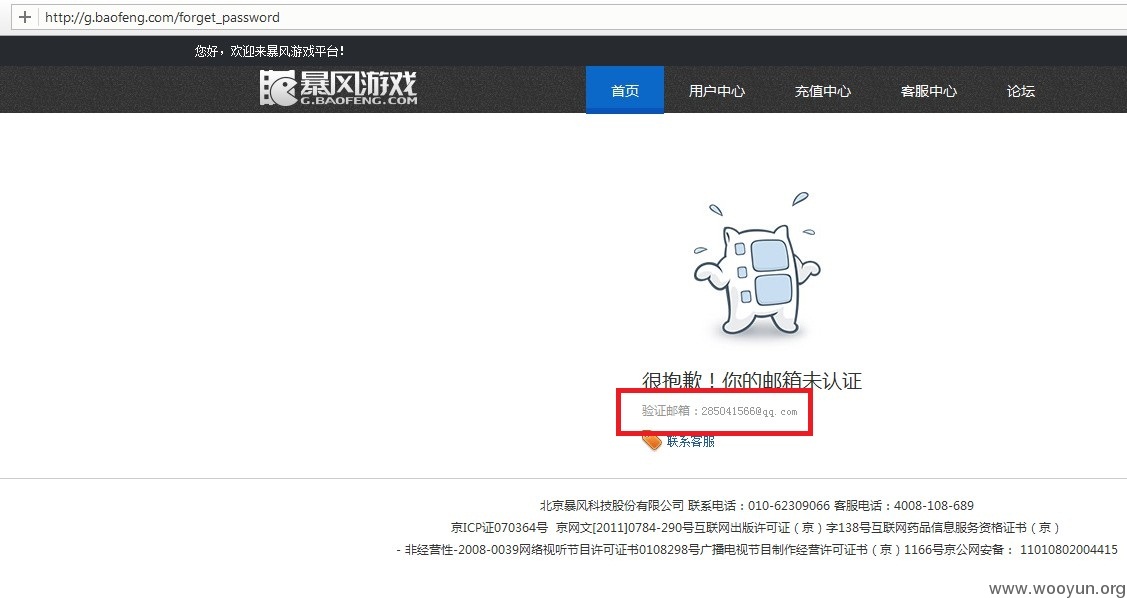 http://g.baofeng.com/forget_password
您好，欢迎来暴风游戏平台！
暴风游戏
G.BAOFENG.COM
首页 用户中心 充值中心 客服中心 论坛
很抱歉！你的邮箱未认证
验证邮箱：285041566@qq.com
联系客服
北京暴风科技股份有限公司 联系电话：010-62309066 客服电话：4008-108-689
京ICP证070364号 京网文[2011]0784-290号互联网出版许可证（京）字138号互联网药品信息服务资格证书（京）
- 非经营性-2008-0039网络视听节目许可证书0108298号广播电视节目制作经营许可证书（京）1166号京公网安备： 11010802004415
www.wooyun.org